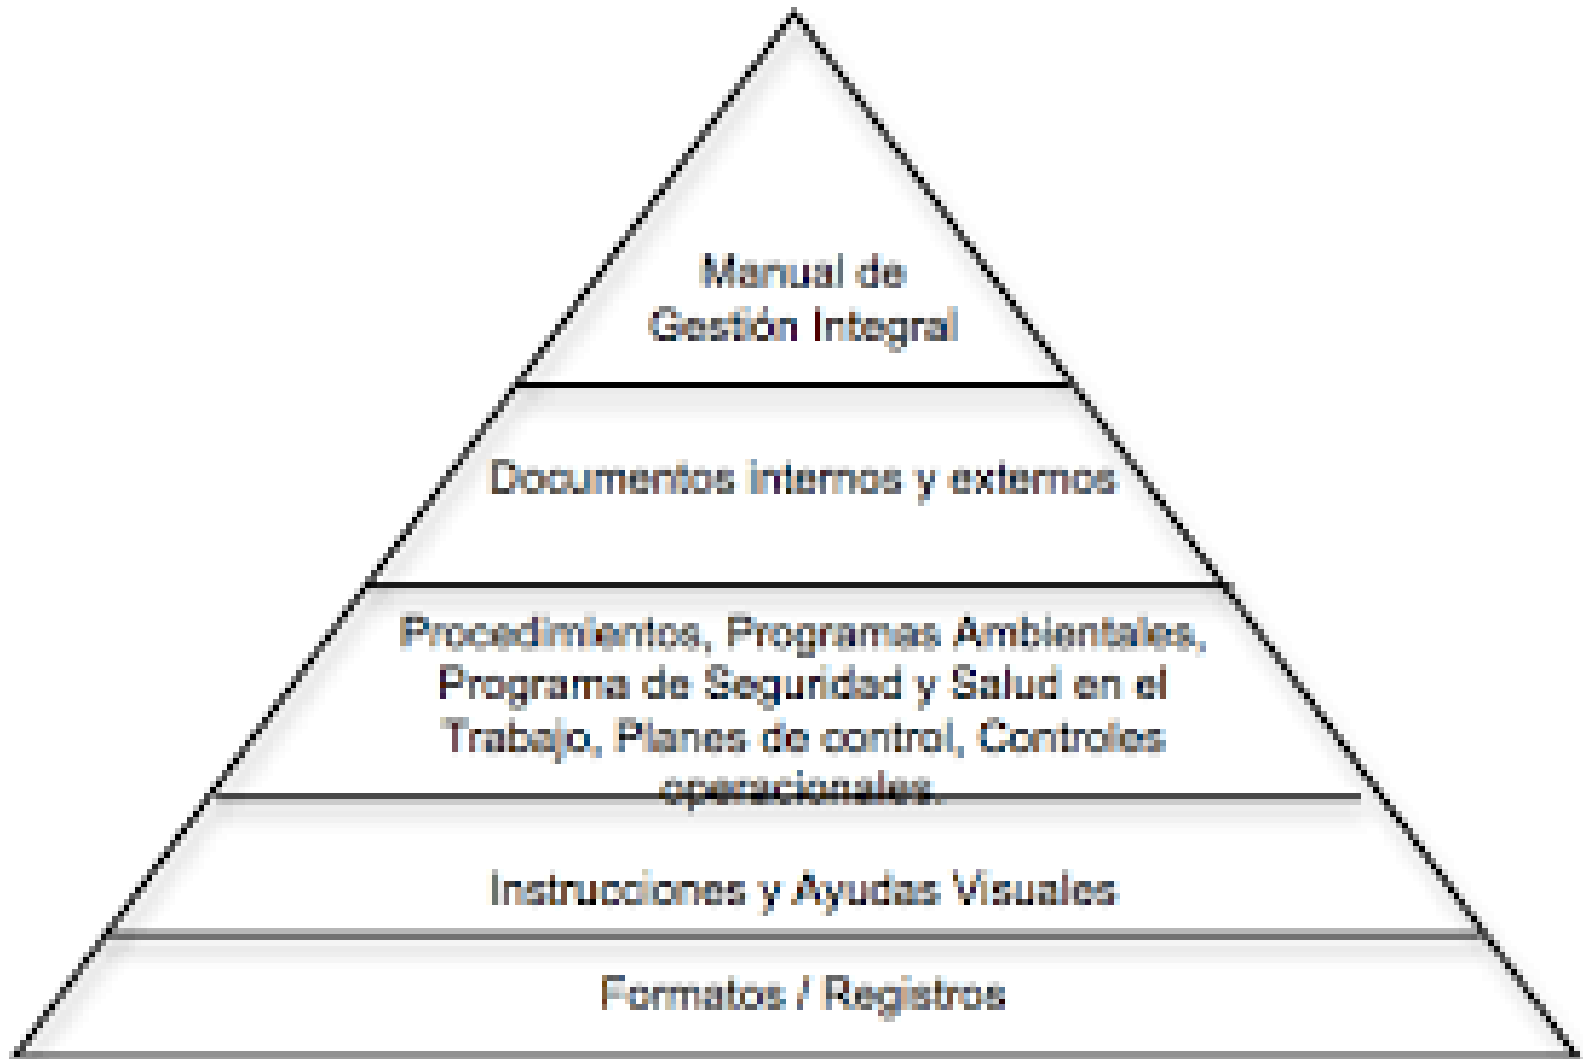 Manual de
Gestión Integral
Documentos internos y externos
Procedimientos, Programas Ambientales,
Programa de Seguridad y Salud en el
Trabajo, Planes de control, Controles
operacionales.
Instrucciones y Ayudas Visuales
Formatos / Registros